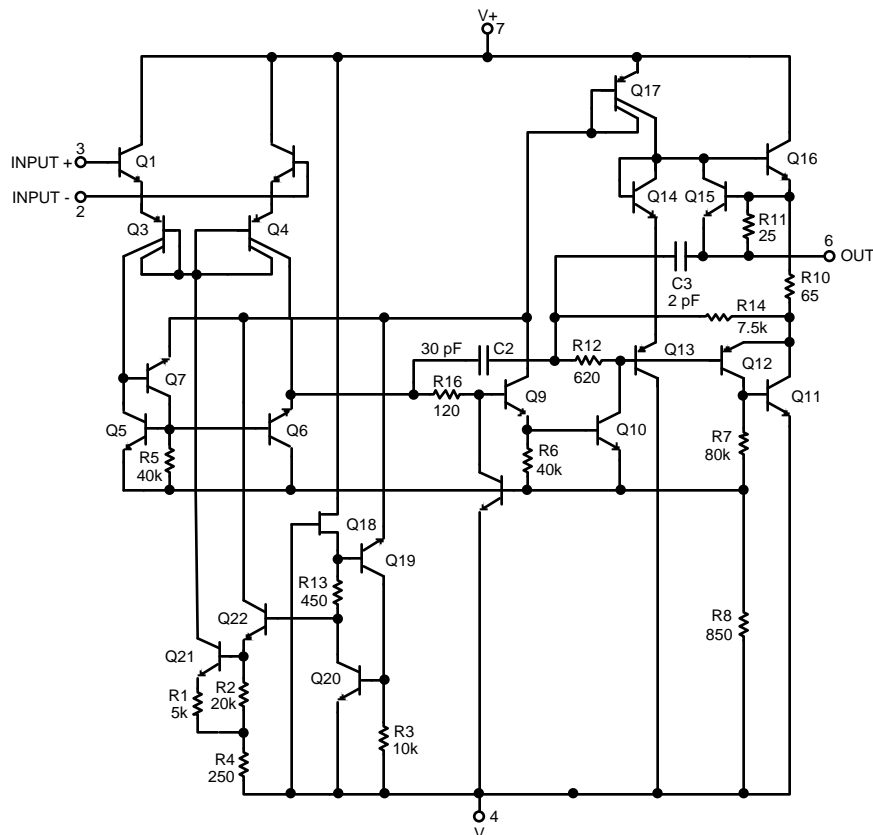 V+
7
3
INPUT +
Q1
INPUT -
2
Q3
Q4
Q17
Q16
Q14
Q15
R11
25
6
OUT
C3
2 pF
R10
65
R14
7.5k
30 pF
C2
R12
620
Q13
Q12
Q7
R16
120
Q9
Q11
Q5
Q6
Q10
R5
40k
R6
40k
R7
80k
Q18
Q19
R13
450
Q22
R8
850
Q21
Q20
R1
5k
R2
20k
R3
10k
R4
250
4
V